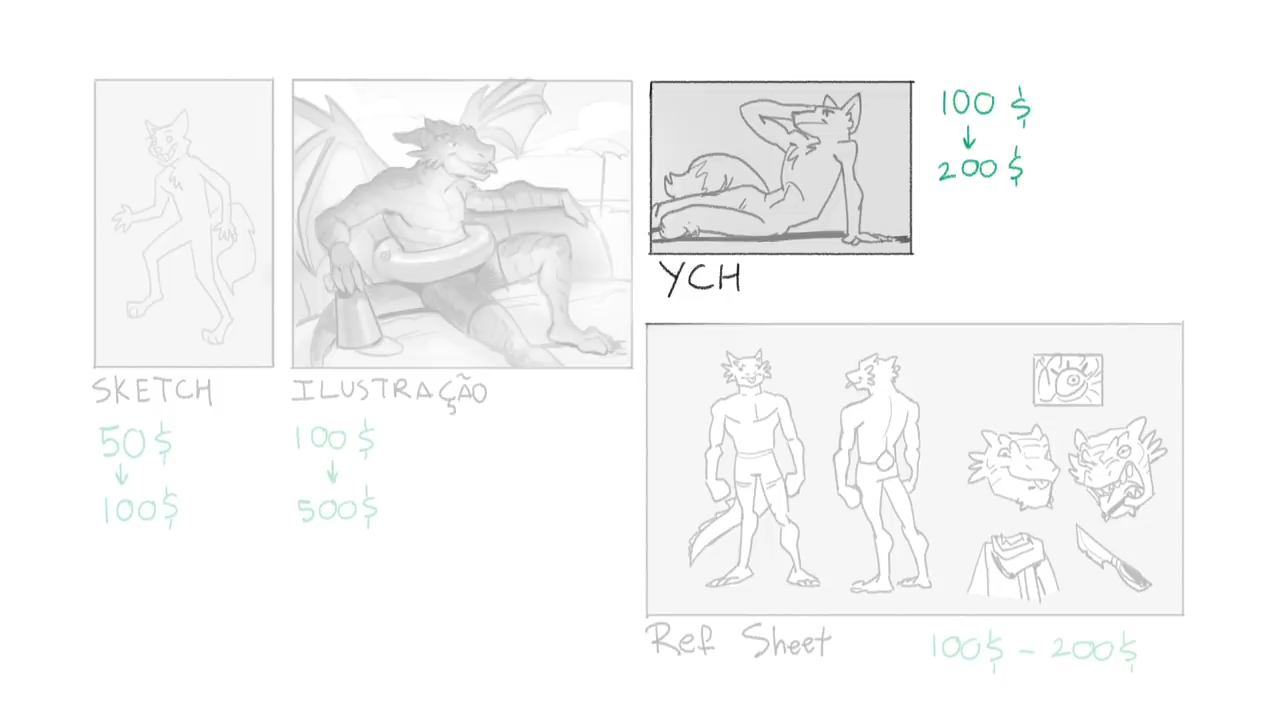 SKETCH
50$
100$
ILUSTRAÇÃO
100$
500$
YCH
100$
200$
Ref Sheet
100$ - 200$